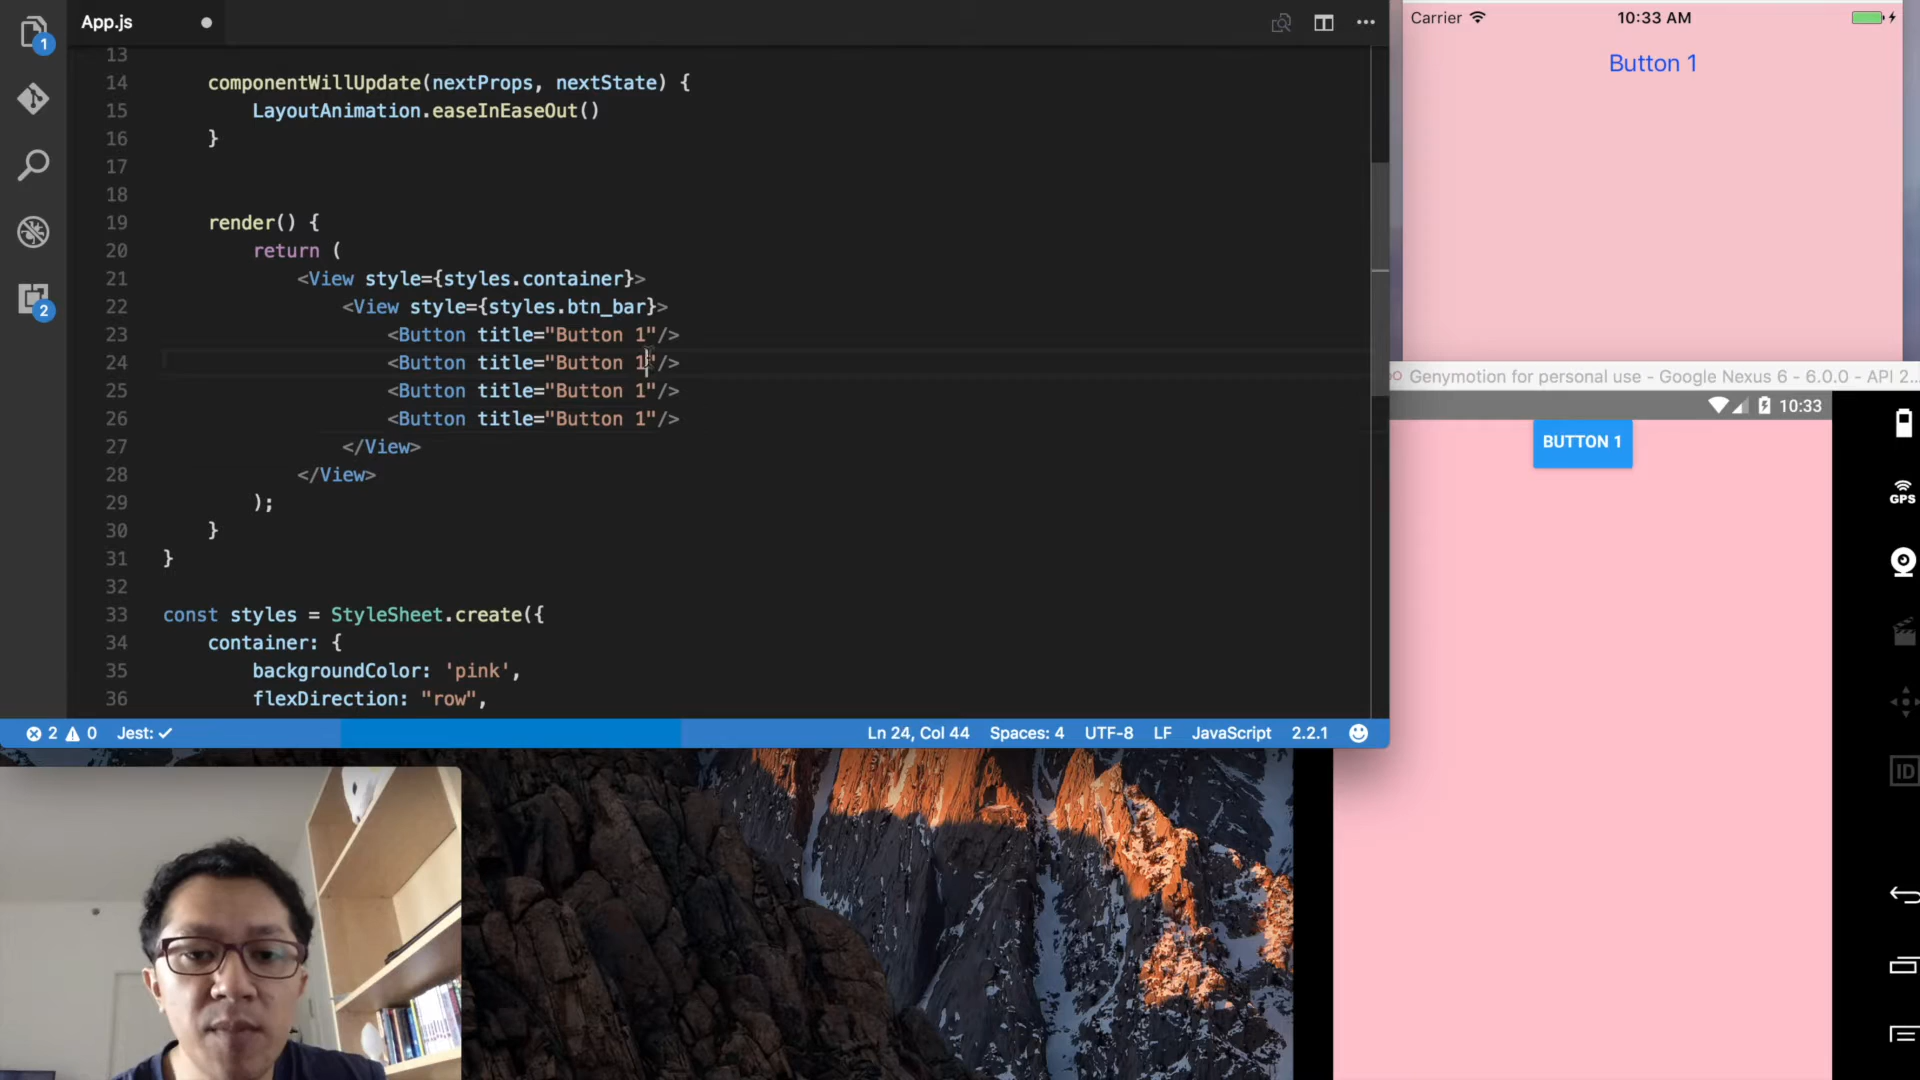 App.js
1
2
13
14 componentWillUpdate(nextProps, nextState) {
15 LayoutAnimation.easeInEaseOut()
16 }
17
18
19 render() {
20 return (
21 <View style={styles.container}>
22 <View style={styles.btn_bar}>
23 <Button title="Button 1"/>
24 <Button title="Button 1"/>
25 <Button title="Button 1"/>
26 <Button title="Button 1"/>
27 </View>
28 </View>
29 );
30 }
31 }
32
33 const styles = StyleSheet.create({
34 container: {
35 backgroundColor: 'pink',
36 flexDirection: "row",
2 0 Jest: Ln 24, Col 44 Spaces: 4 UTF-8 LF JavaScript 2.2.1
Carrier 10:33 AM
Button 1
Genymotion for personal use - Google Nexus 6 - 6.0.0 - API 2...
10:33
BUTTON 1
GPS
ID